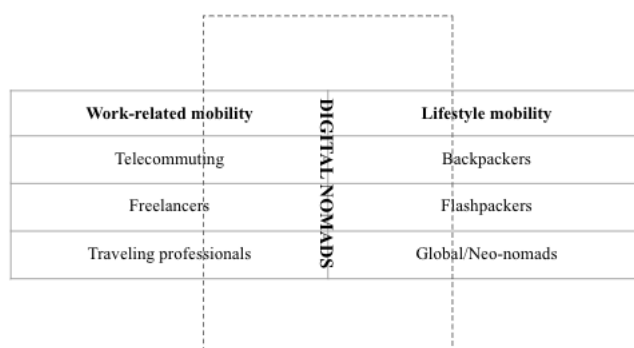 Work-related mobility
Lifestyle mobility
DIGITAL NOMADS
Telecommuting
Backpackers
Freelancers
Flashpackers
Traveling professionals
Global/Neo-nomads